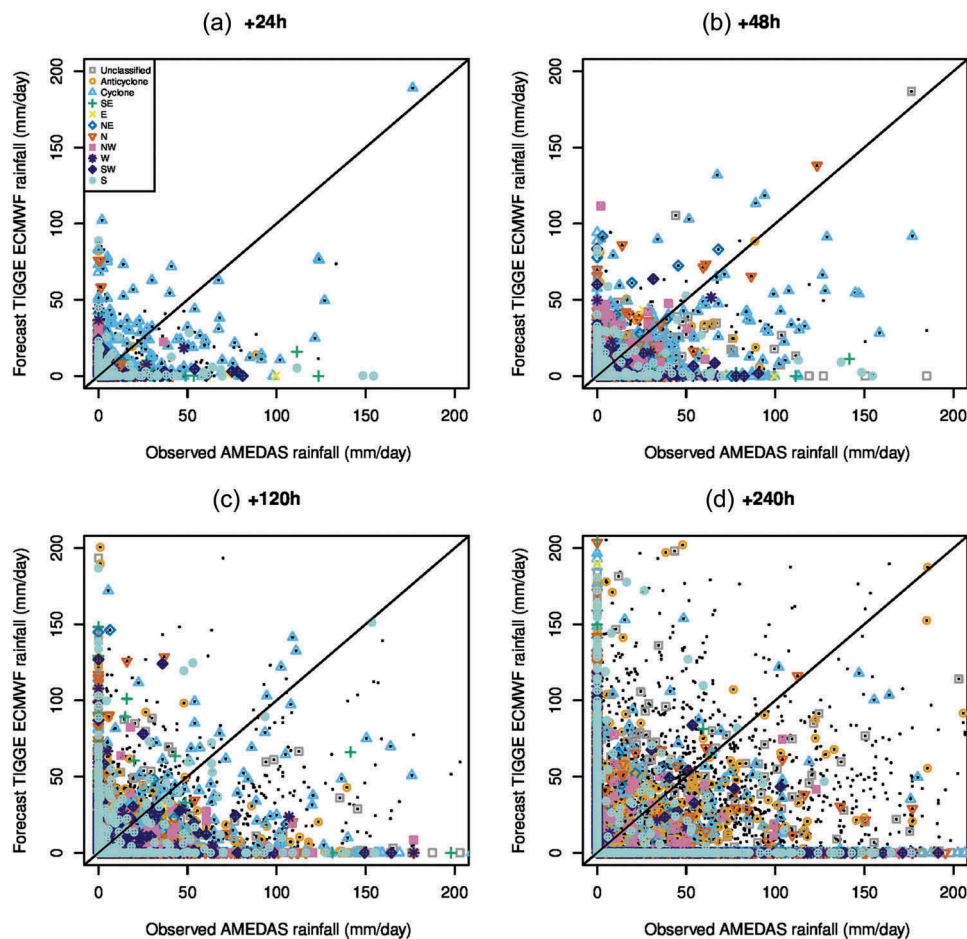 (a) +24h
Forecast TIGGE ECMWF rainfall (mm/day)
200
150
100
50
0
Unclassified
Anticyclone
Cyclone
SE
E
NE
N
NW
W
SW
S
0 50 100 150 200
Observed AMEDAS rainfall (mm/day)
(b) +48h
Forecast TIGGE ECMWF rainfall (mm/day)
200
150
100
50
0
0 50 100 150 200
Observed AMEDAS rainfall (mm/day)
(c) +120h
Forecast TIGGE ECMWF rainfall (mm/day)
200
150
100
50
0
0 50 100 150 200
Observed AMEDAS rainfall (mm/day)
(d) +240h
Forecast TIGGE ECMWF rainfall (mm/day)
200
150
100
50
0
0 50 100 150 200
Observed AMEDAS rainfall (mm/day)